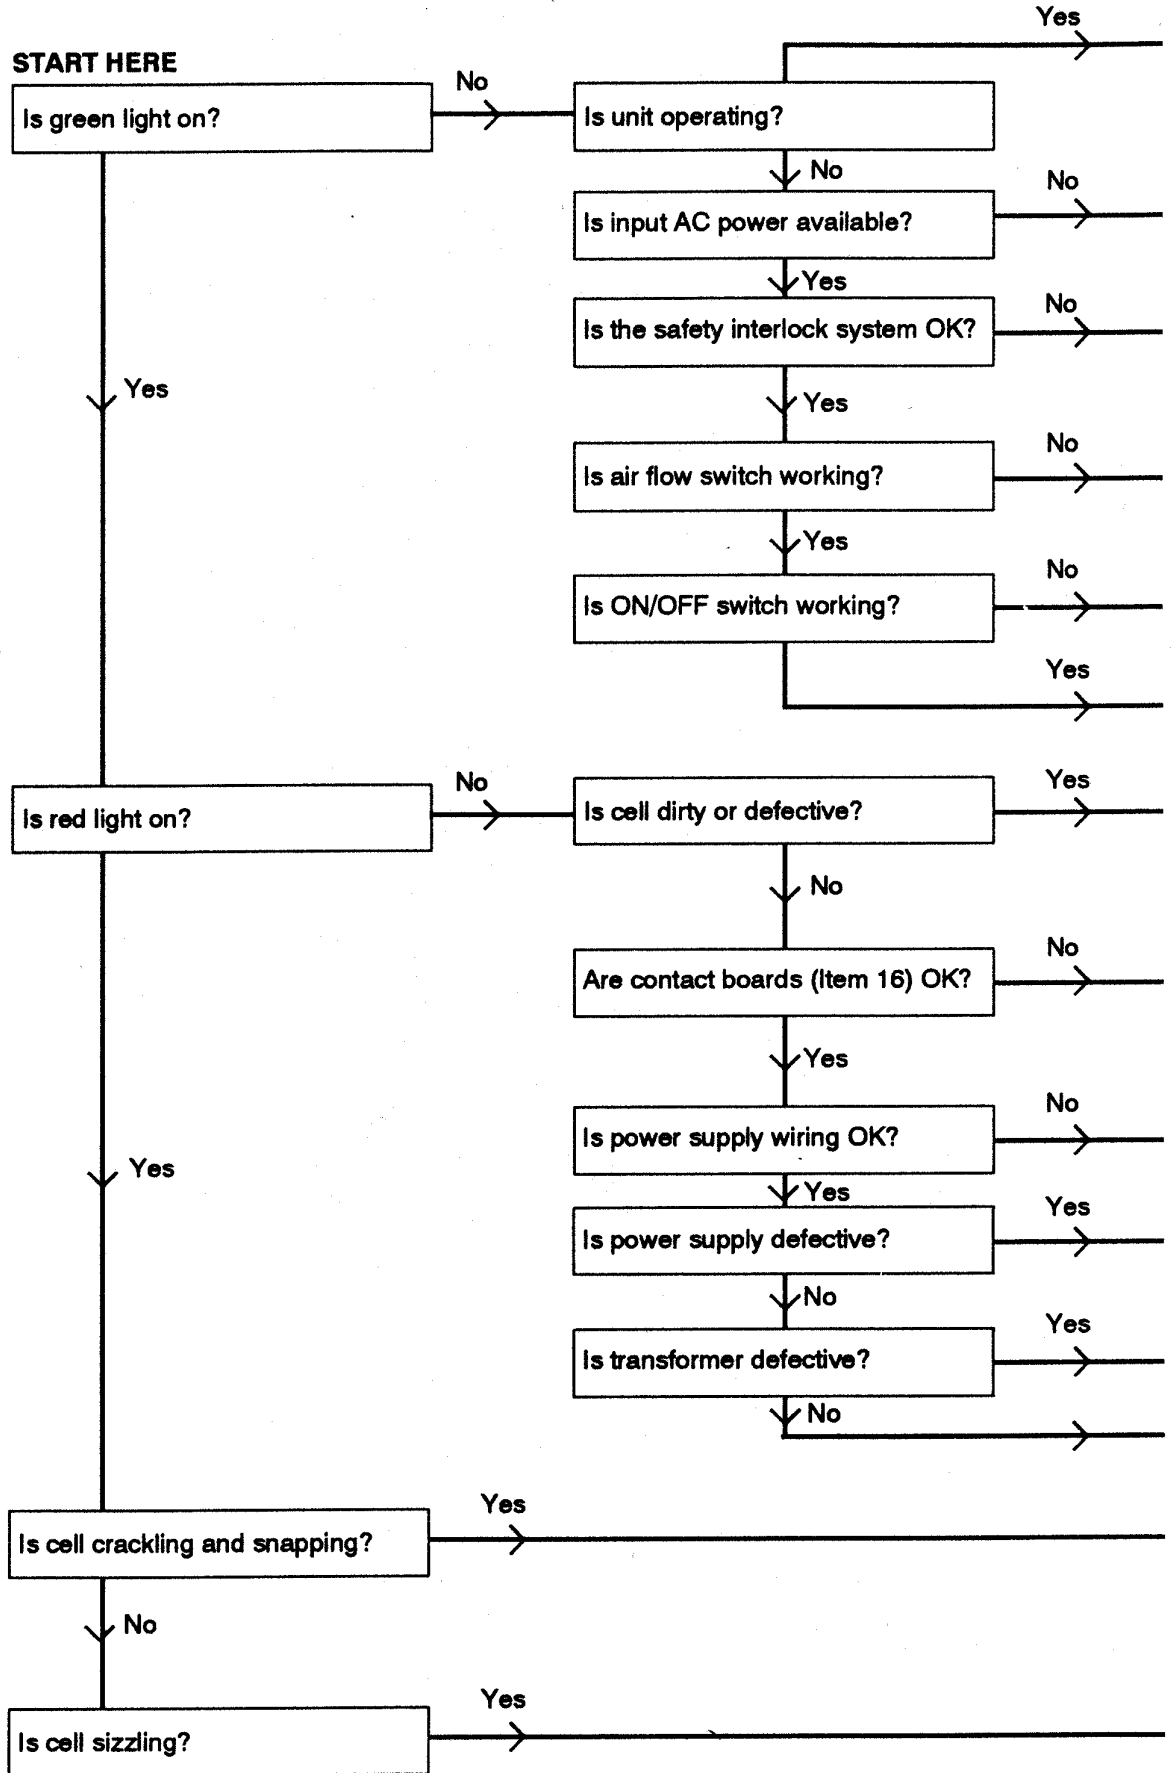 Yes
START HERE
No
Is green light on?
Is unit operating?
No
No
Is input AC power available?
Yes
No
Is the safety interlock system OK?
Yes
Yes
No
Is air flow switch working?
Yes
No
Is ON/OFF switch working?
Yes
No
Yes
Is red light on?
Is cell dirty or defective?
No
No
Are contact boards (Item 16) OK?
Yes
No
Is power supply wiring OK?
Yes
Yes
Yes
Is power supply defective?
No
Yes
Is transformer defective?
No
Yes
Is cell crackling and snapping?
No
Yes
Is cell sizzling?